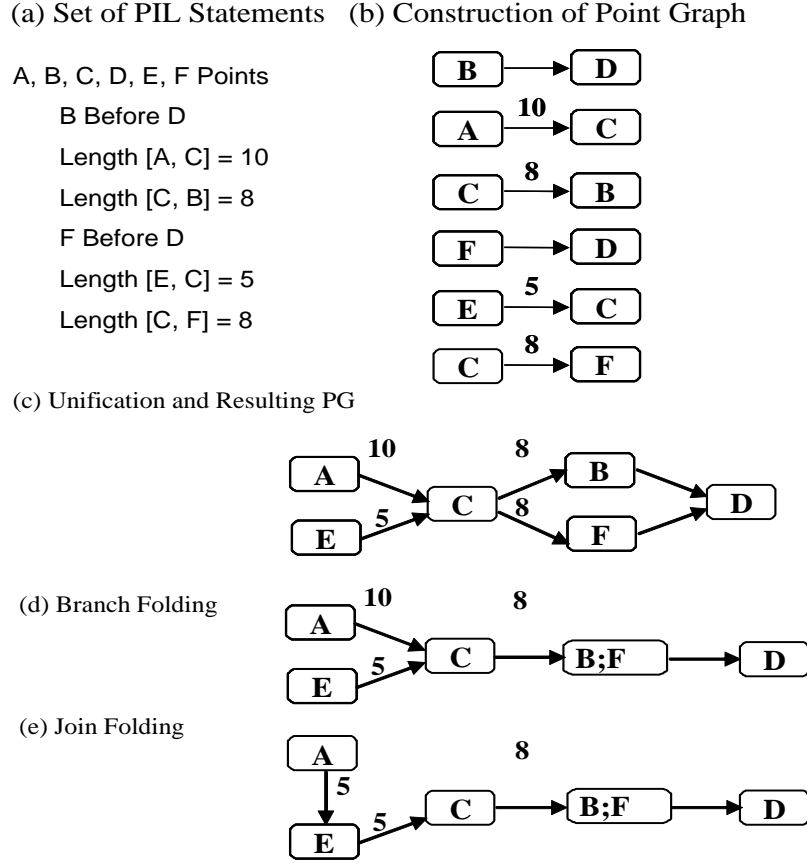 (a) Set of PIL Statements (b) Construction of Point Graph
A, B, C, D, E, F Points
B Before D
Length [A, C] = 10
Length [C, B] = 8
F Before D
Length [E, C] = 5
Length [C, F] = 8
B D
10
A C
8
C B
F D
5
E C
8
C F
(c) Unification and Resulting PG
10 8
A B
C D
5 8
E F
(d) Branch Folding
10 8
A
C B;F D
5
E
(e) Join Folding
A
8
5
C B;F D
5
E